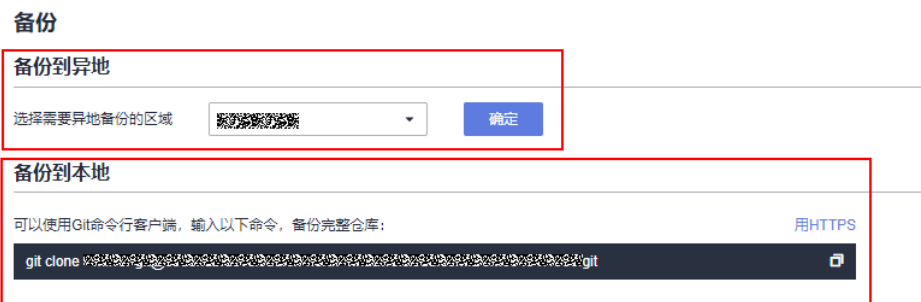 备份
备份到异地
选择需要异地备份的区域
确定
备份到本地
可以使用Git命令行客户端，输入以下命令，备份完整仓库：
用HTTPS
git clone git